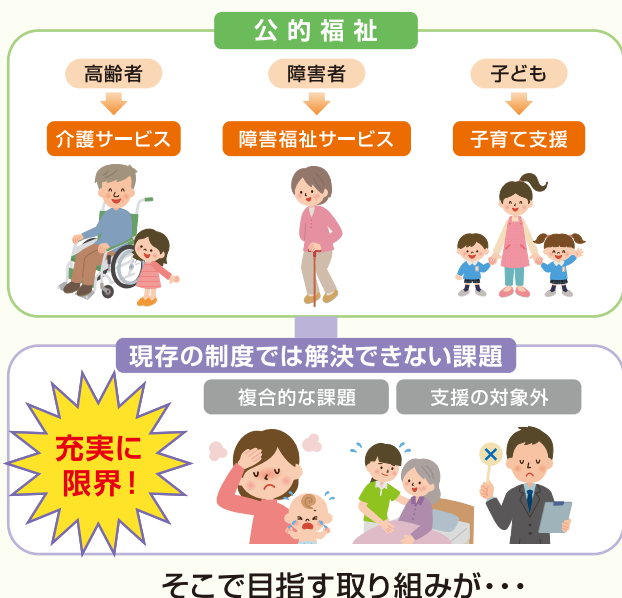 公的福祉
高齢者
障害者
子ども
介護サービス
障害福祉サービス
子育て支援
現存の制度では解決できない課題
複合的な課題
支援の対象外
充実に
限界!
そこで目指す取り組みが・・・